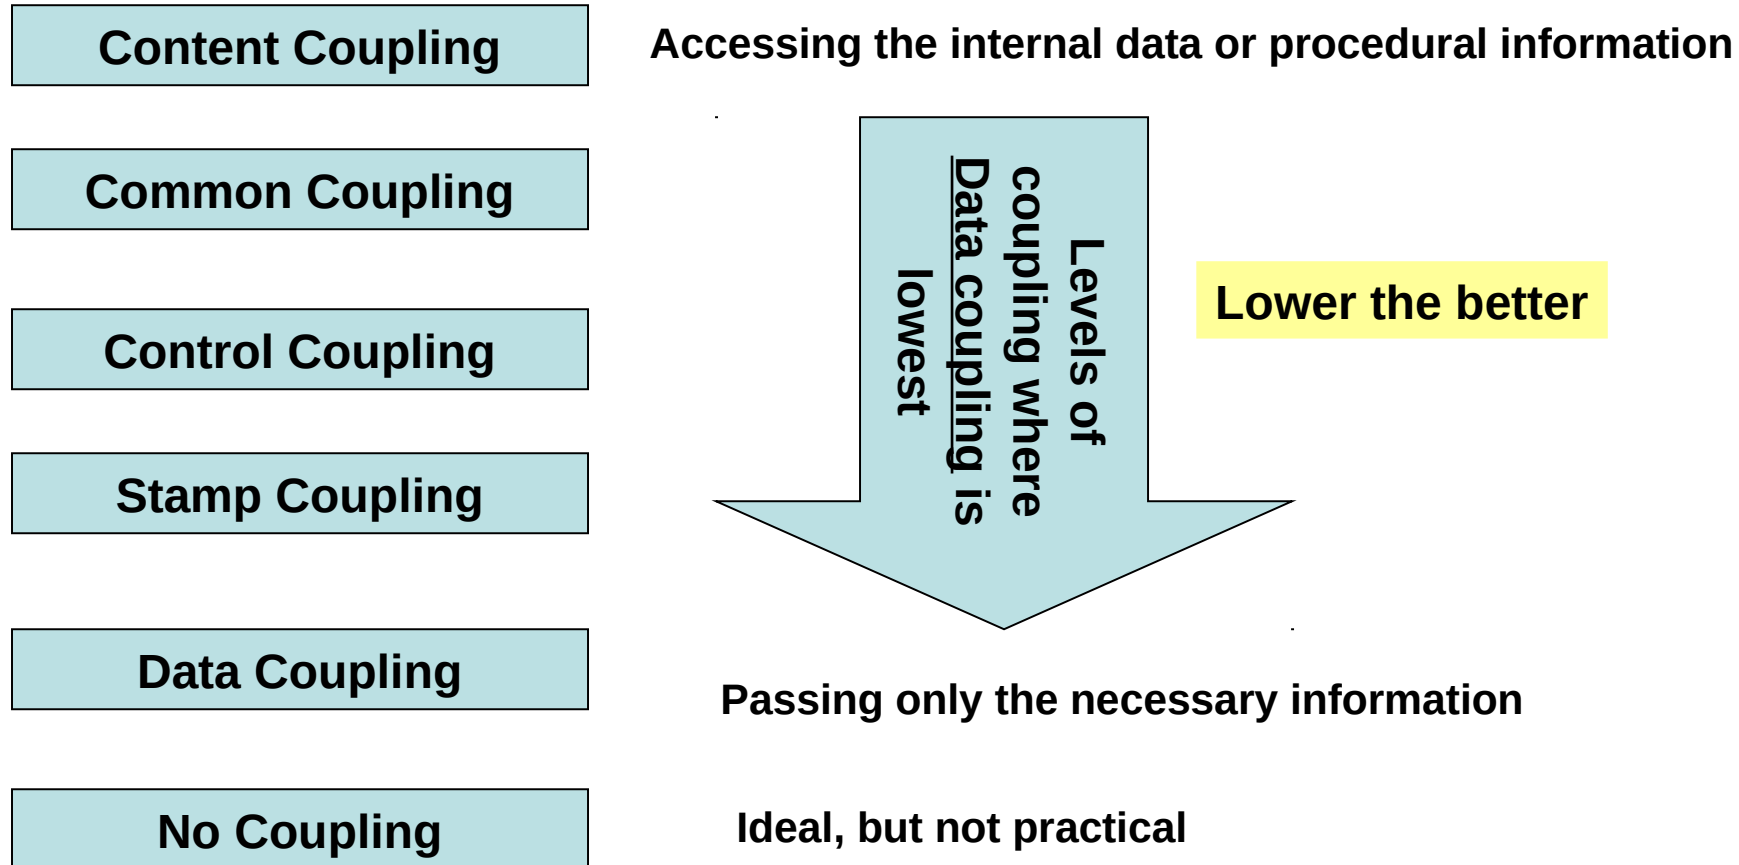 Content Coupling
Accessing the internal data or procedural information
Common Coupling
Control Coupling
Stamp Coupling
Levels of
coupling where
Data coupling is
lowest
Lower the better
Data Coupling
Passing only the necessary information
No Coupling
Ideal, but not practical